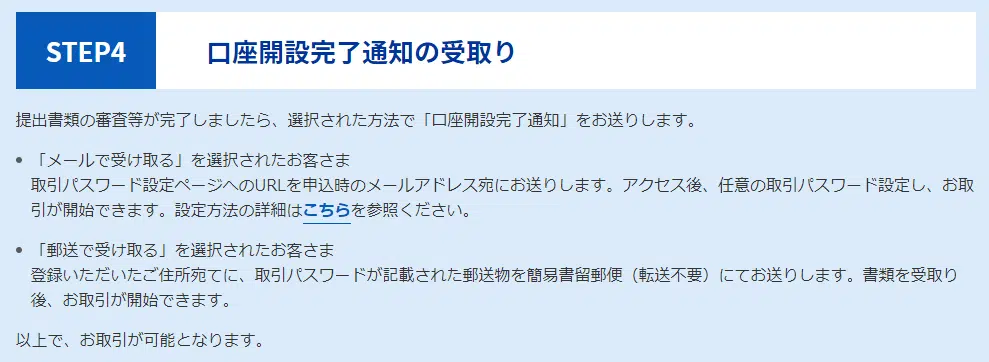 STEP4
口座開設完了通知の受取り
提出書類の審査等が完了しましたら、選択された方法で「口座開設完了通知」をお送りします。
• 「メールで受け取る」を選択されたお客さま
取引パスワード設定ページへのURLを申込時のメールアドレス宛にお送りします。アクセス後、任意の取引パスワード設定し、お取
引が開始できます。設定方法の詳細はこちらを参照ください。
• 「郵送で受け取る」を選択されたお客さま
登録いただいたご住所宛てに、取引パスワードが記載された郵送物を簡易書留郵便（転送不要）にてお送りします。書類を受取り
後、お取引が開始できます。
以上で、お取引が可能となります。